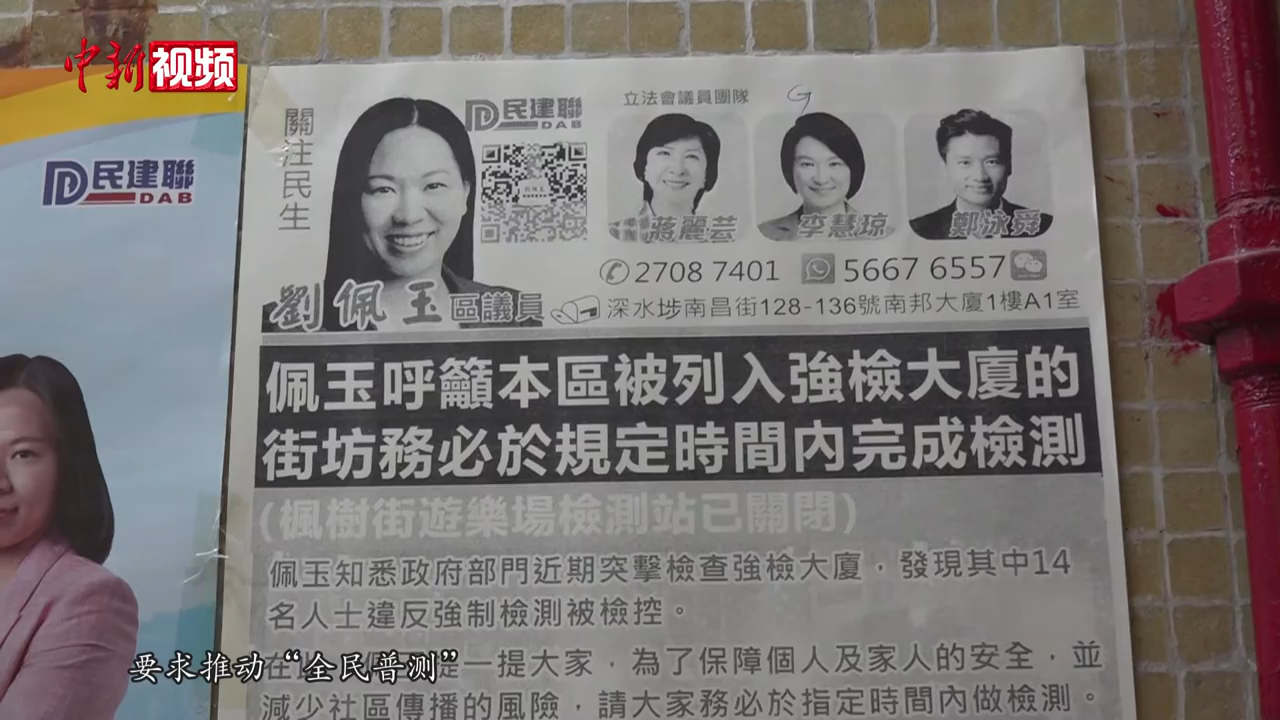 中新视频
民建聯
DAB
關注民生
民建聯
DAB
立法會議員團隊
G
蔣麗芸
李慧琼
鄭泳舜
2708 7401
5667 6557
劉佩玉 區議員
深水埗南昌街128-136號南邦大廈1樓A1室
佩玉呼籲本區被列入強檢大廈的
街坊務必於規定時間內完成檢測
(楓樹街遊樂場檢測站已關閉)
佩玉知悉政府部門近期突擊檢查強檢大廈，發現其中14
名人士違反強制檢測被檢控。
在 提一提大家，為了保障個人及家人的安全，並
要求推动“全民普测”
減少社區傳播的風險，請大家務必於指定時間內做檢測。